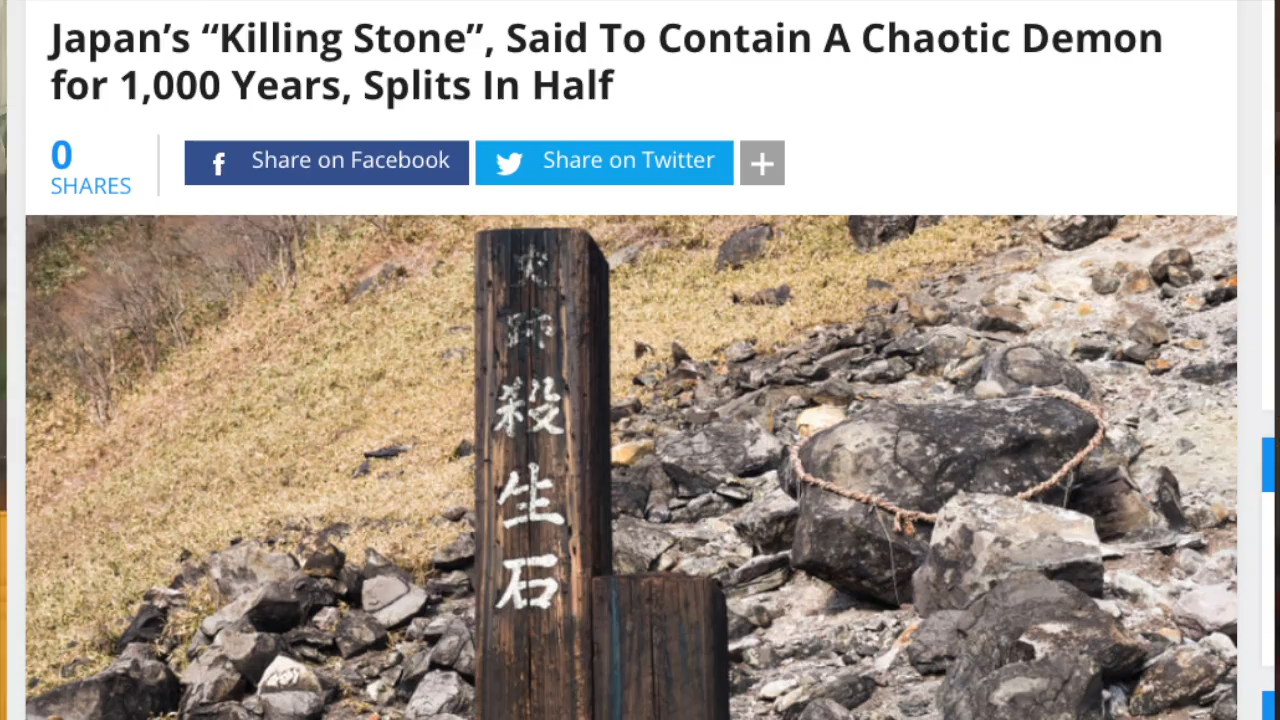 Japan’s “Killing Stone”, Said To Contain A Chaotic Demon
for 1,000 Years, Splits In Half
0
SHARES
f Share on Facebook
Share on Twitter
+
殺
生
石